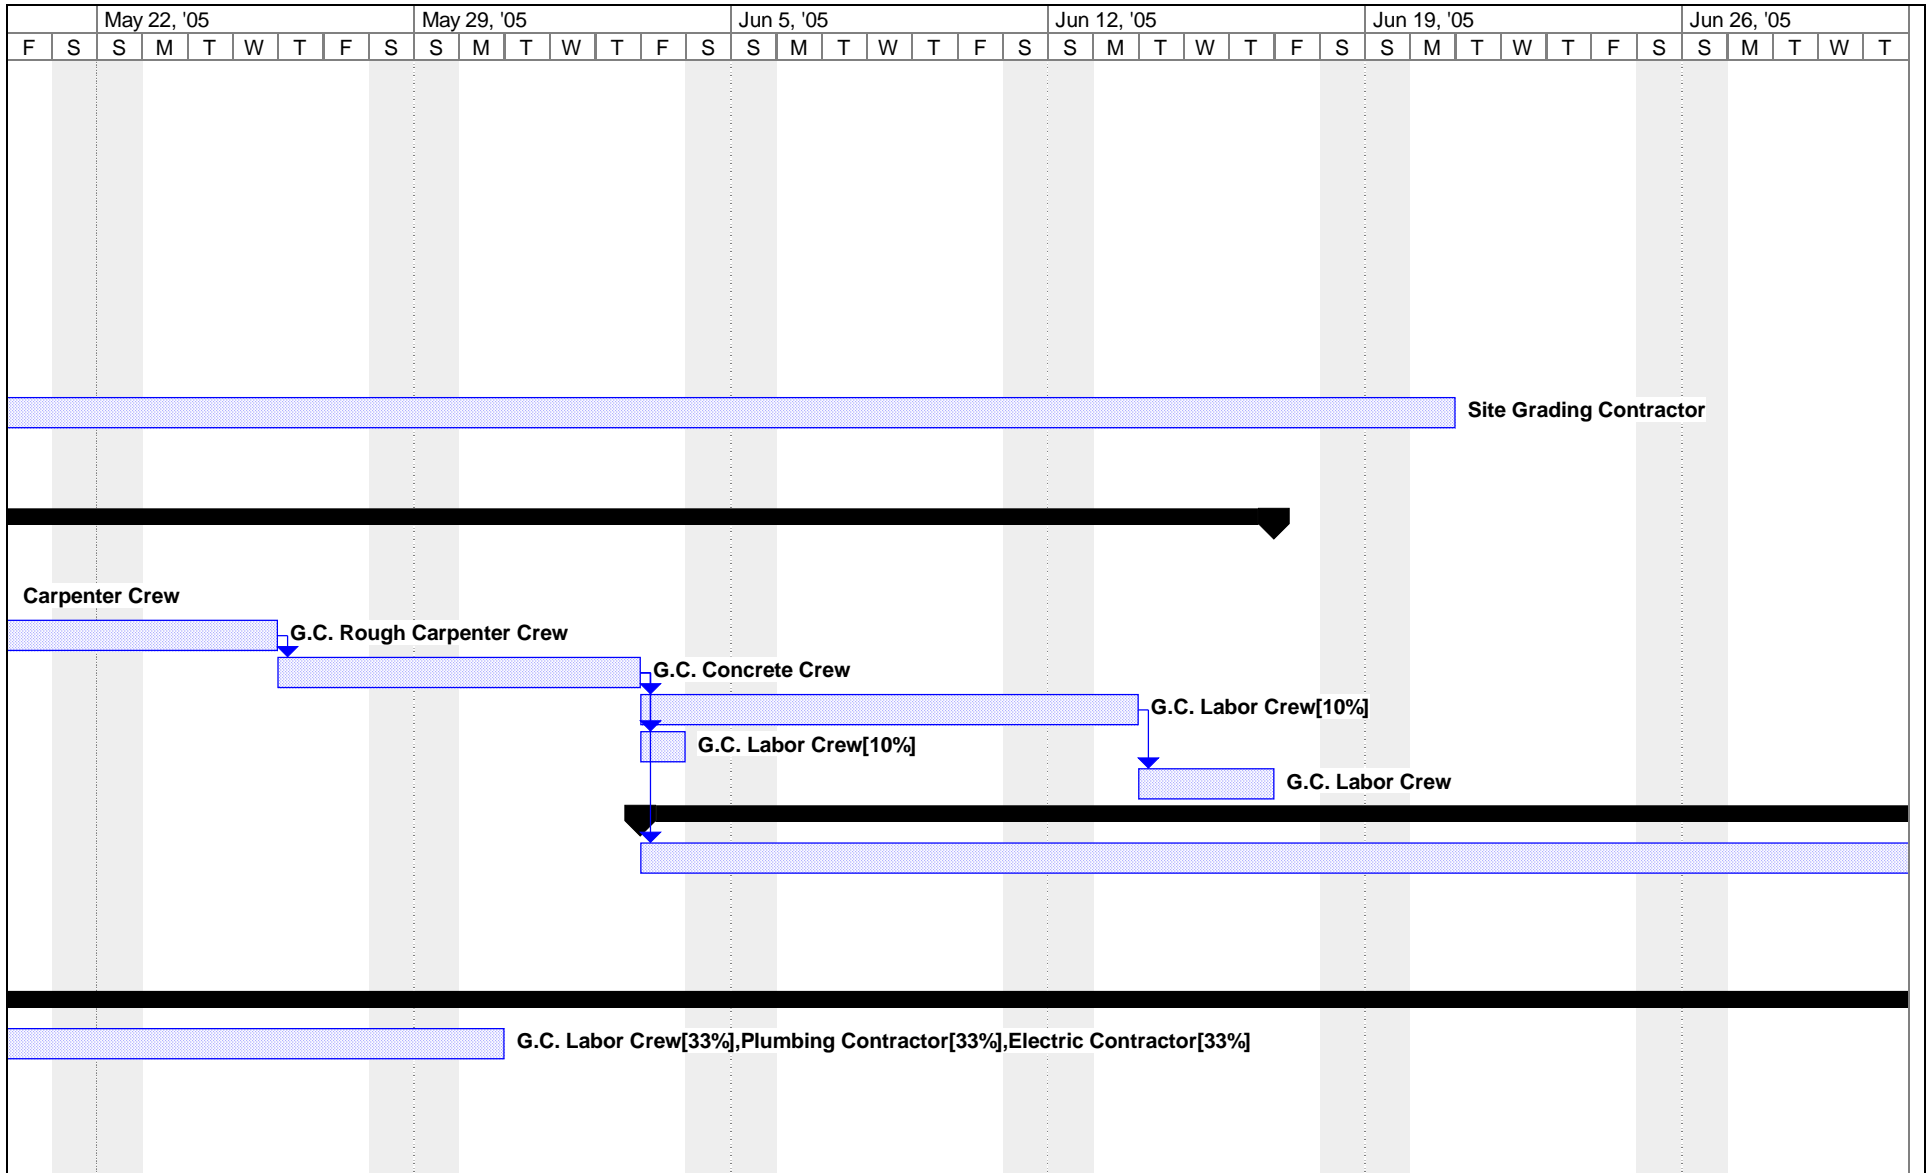 May 22, '05 May 29, '05 Jun 5, '05 Jun 12, '05 Jun 19, '05 Jun 26, '05
F S S M T W T F S S M T W T F S S M T W T F S S M T W T F S S M T W T F S S M T W T
Site Grading Contractor
Carpenter Crew
G.C. Rough Carpenter Crew
G.C. Concrete Crew
G.C. Labor Crew[10%]
G.C. Labor Crew[10%]
G.C. Labor Crew
G.C. Labor Crew[33%],Plumbing Contractor[33%],Electric Contractor[33%]